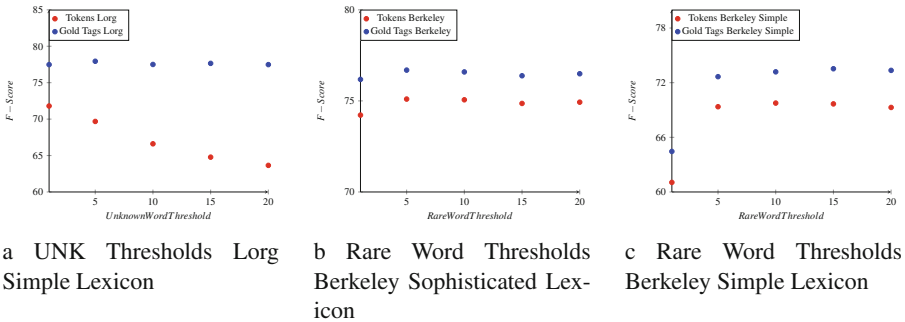 85
Tokens Lorg
Gold Tags Lorg
80
75
70
65
60
F − Score
5 10 15 20
UnknownWordThreshold
a UNK Thresholds Lorg
Simple Lexicon
80
Tokens Berkeley
Gold Tags Berkeley
75
70
F − Score
5 10 15 20
RareWordThreshold
b Rare Word Thresholds
Berkeley Sophisticated Lex-
icon
78
Tokens Berkeley Simple
Gold Tags Berkeley Simple
72
66
60
F − Score
5 10 15 20
RareWordThreshold
c Rare Word Thresholds
Berkeley Simple Lexicon